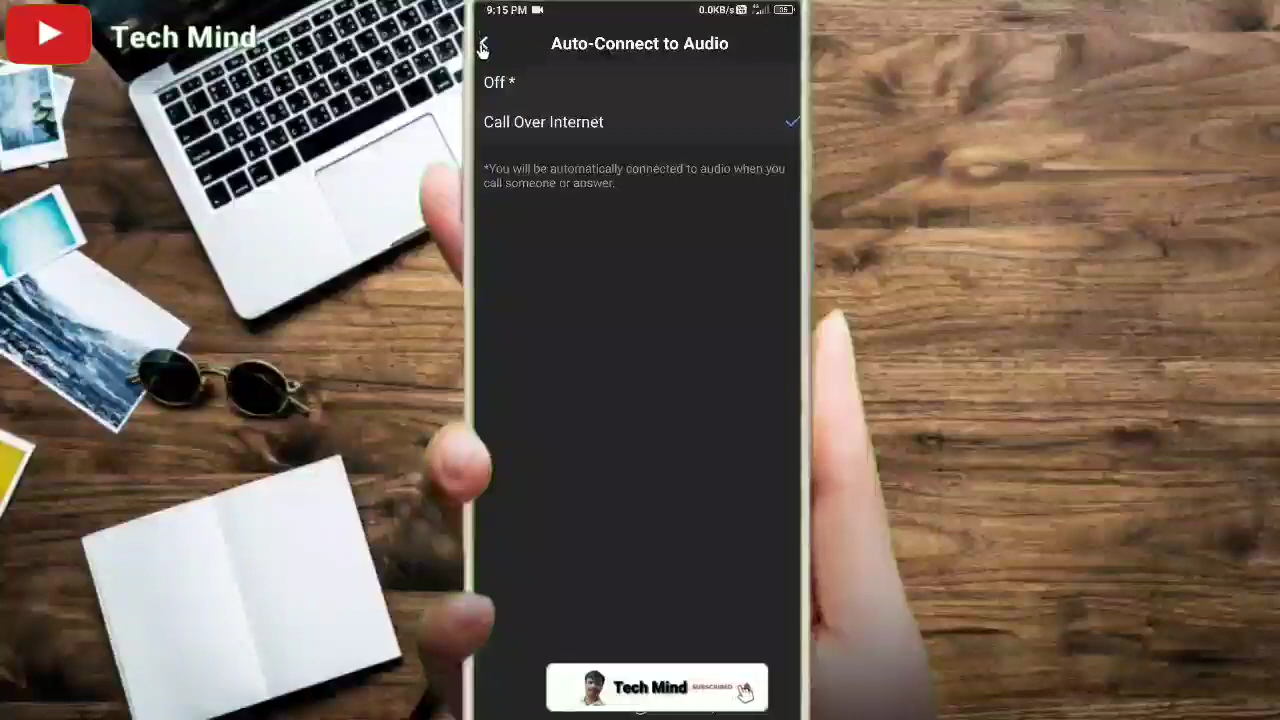 Tech Mind
9:15 PM
0.0KB/s
Auto-Connect to Audio
Off *
Call Over Internet
*You will be automatically connected to audio when you
call someone or answer.
Tech Mind SUBSCRIBED